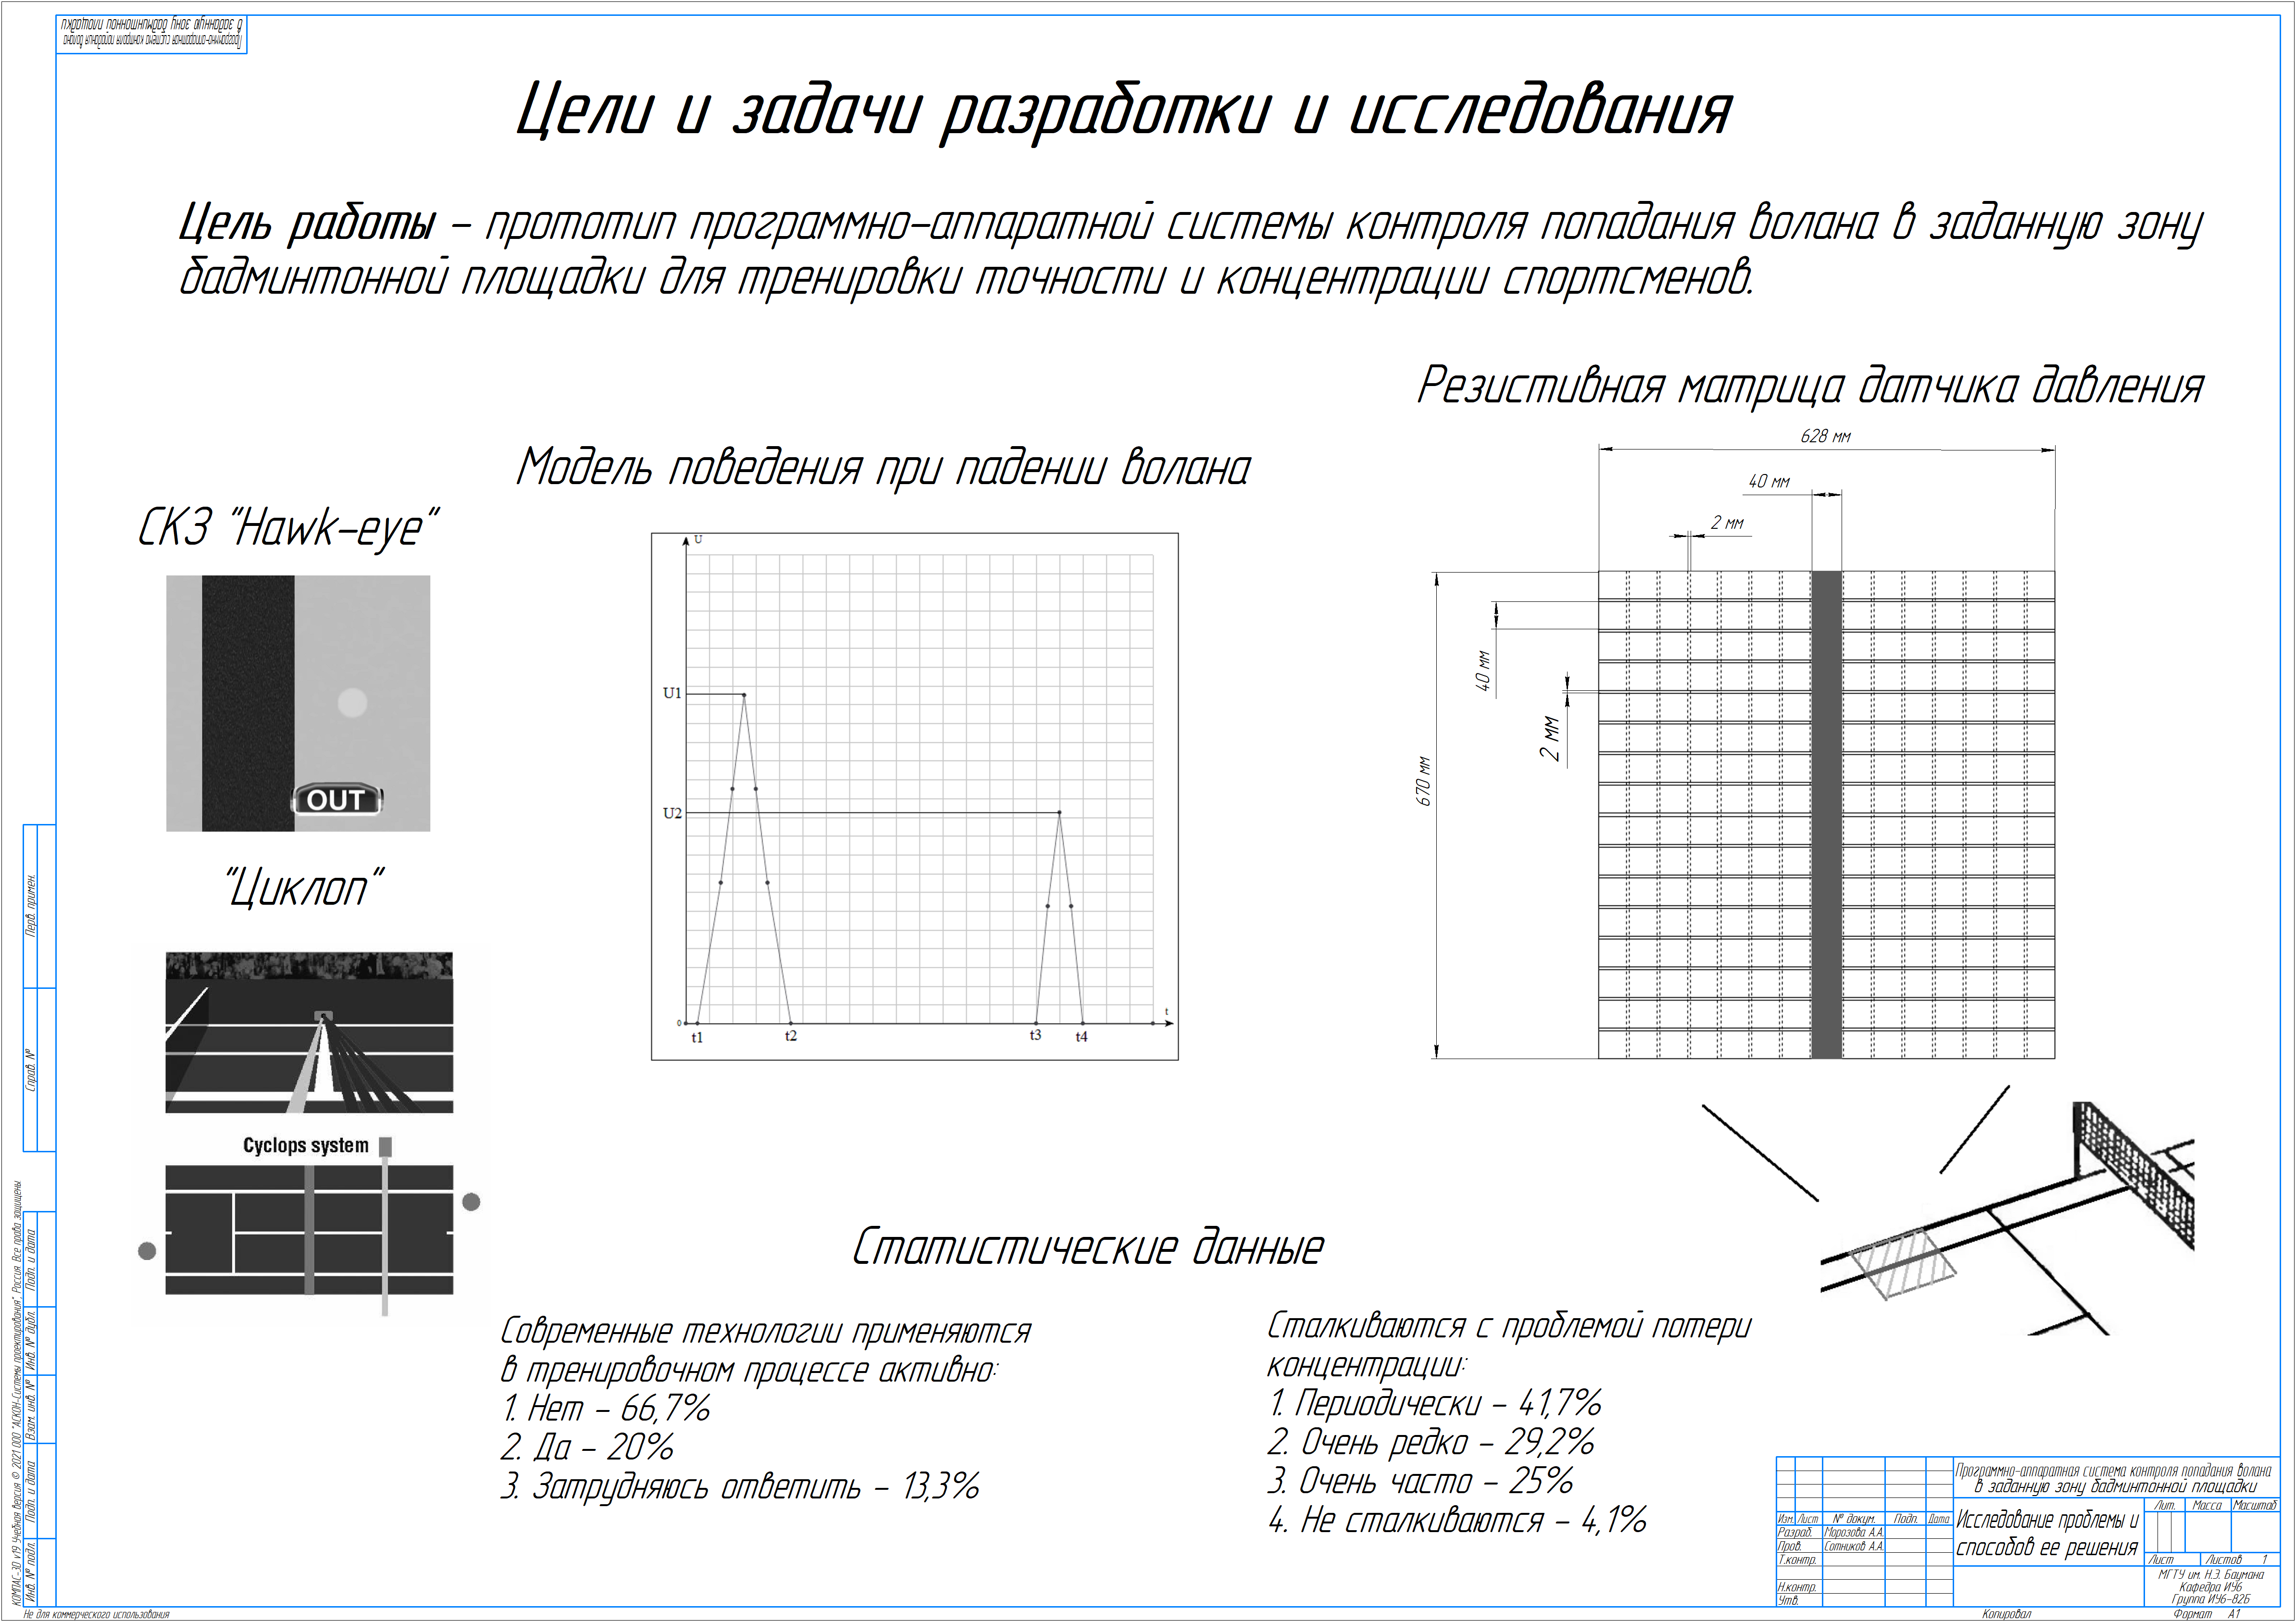 Программно-аппаратная система контроля попадания волана
в заданную зону бадминтонной площадки
Цели и задачи разработки и исследования
Цель работы – прототип программно-аппаратной системы контроля попадания волана в заданную зону
бадминтонной площадки для тренировки точности и концентрации спортсменов.
Резистивная матрица датчика давления
628 мм
40 мм
2 мм
40 мм
2 мм
670 мм
Модель поведения при падении волана
U
U1
U2
0
t1
t2
t3
t4
t
СКЗ "Hawk-eye"
OUT
"Циклоп"
Cyclops system
Статистические данные
Современные технологии применяются
в тренировочном процессе активно:
1. Нет – 66,7%
2. Да – 20%
3. Затрудняюсь ответить – 13,3%
Сталкиваются с проблемой потери
концентрации:
1. Периодически – 41,7%
2. Очень редко – 29,2%
3. Очень часто – 25%
4. Не сталкиваются – 4,1%
Перв. примен.
Справ. №
Подп. и дата
Инв. № дубл.
Взам. инв. №
Подп. и дата
Инв. № подл.
КОМПАС-3D v19 Учебная версия © 2021 ООО "АСКОН-Системы проектирования", Россия. Все права защищены
Не для коммерческого использования
Программно-аппаратная система контроля попадания волана
в заданную зону бадминтонной площадки
Изм. Лист № докум. Подп. Дата
Разраб. Морозова А.А.
Пров. Сотников А.А.
Т.контр.
Н.контр.
Утв.
Исследование проблемы и
способов ее решения
Лит. Масса Масштаб
Лист Листов 1
МГТУ им. Н.Э. Баумана
Кафедра ИУ6
Группа ИУ6-82Б
Копировал Формат А1